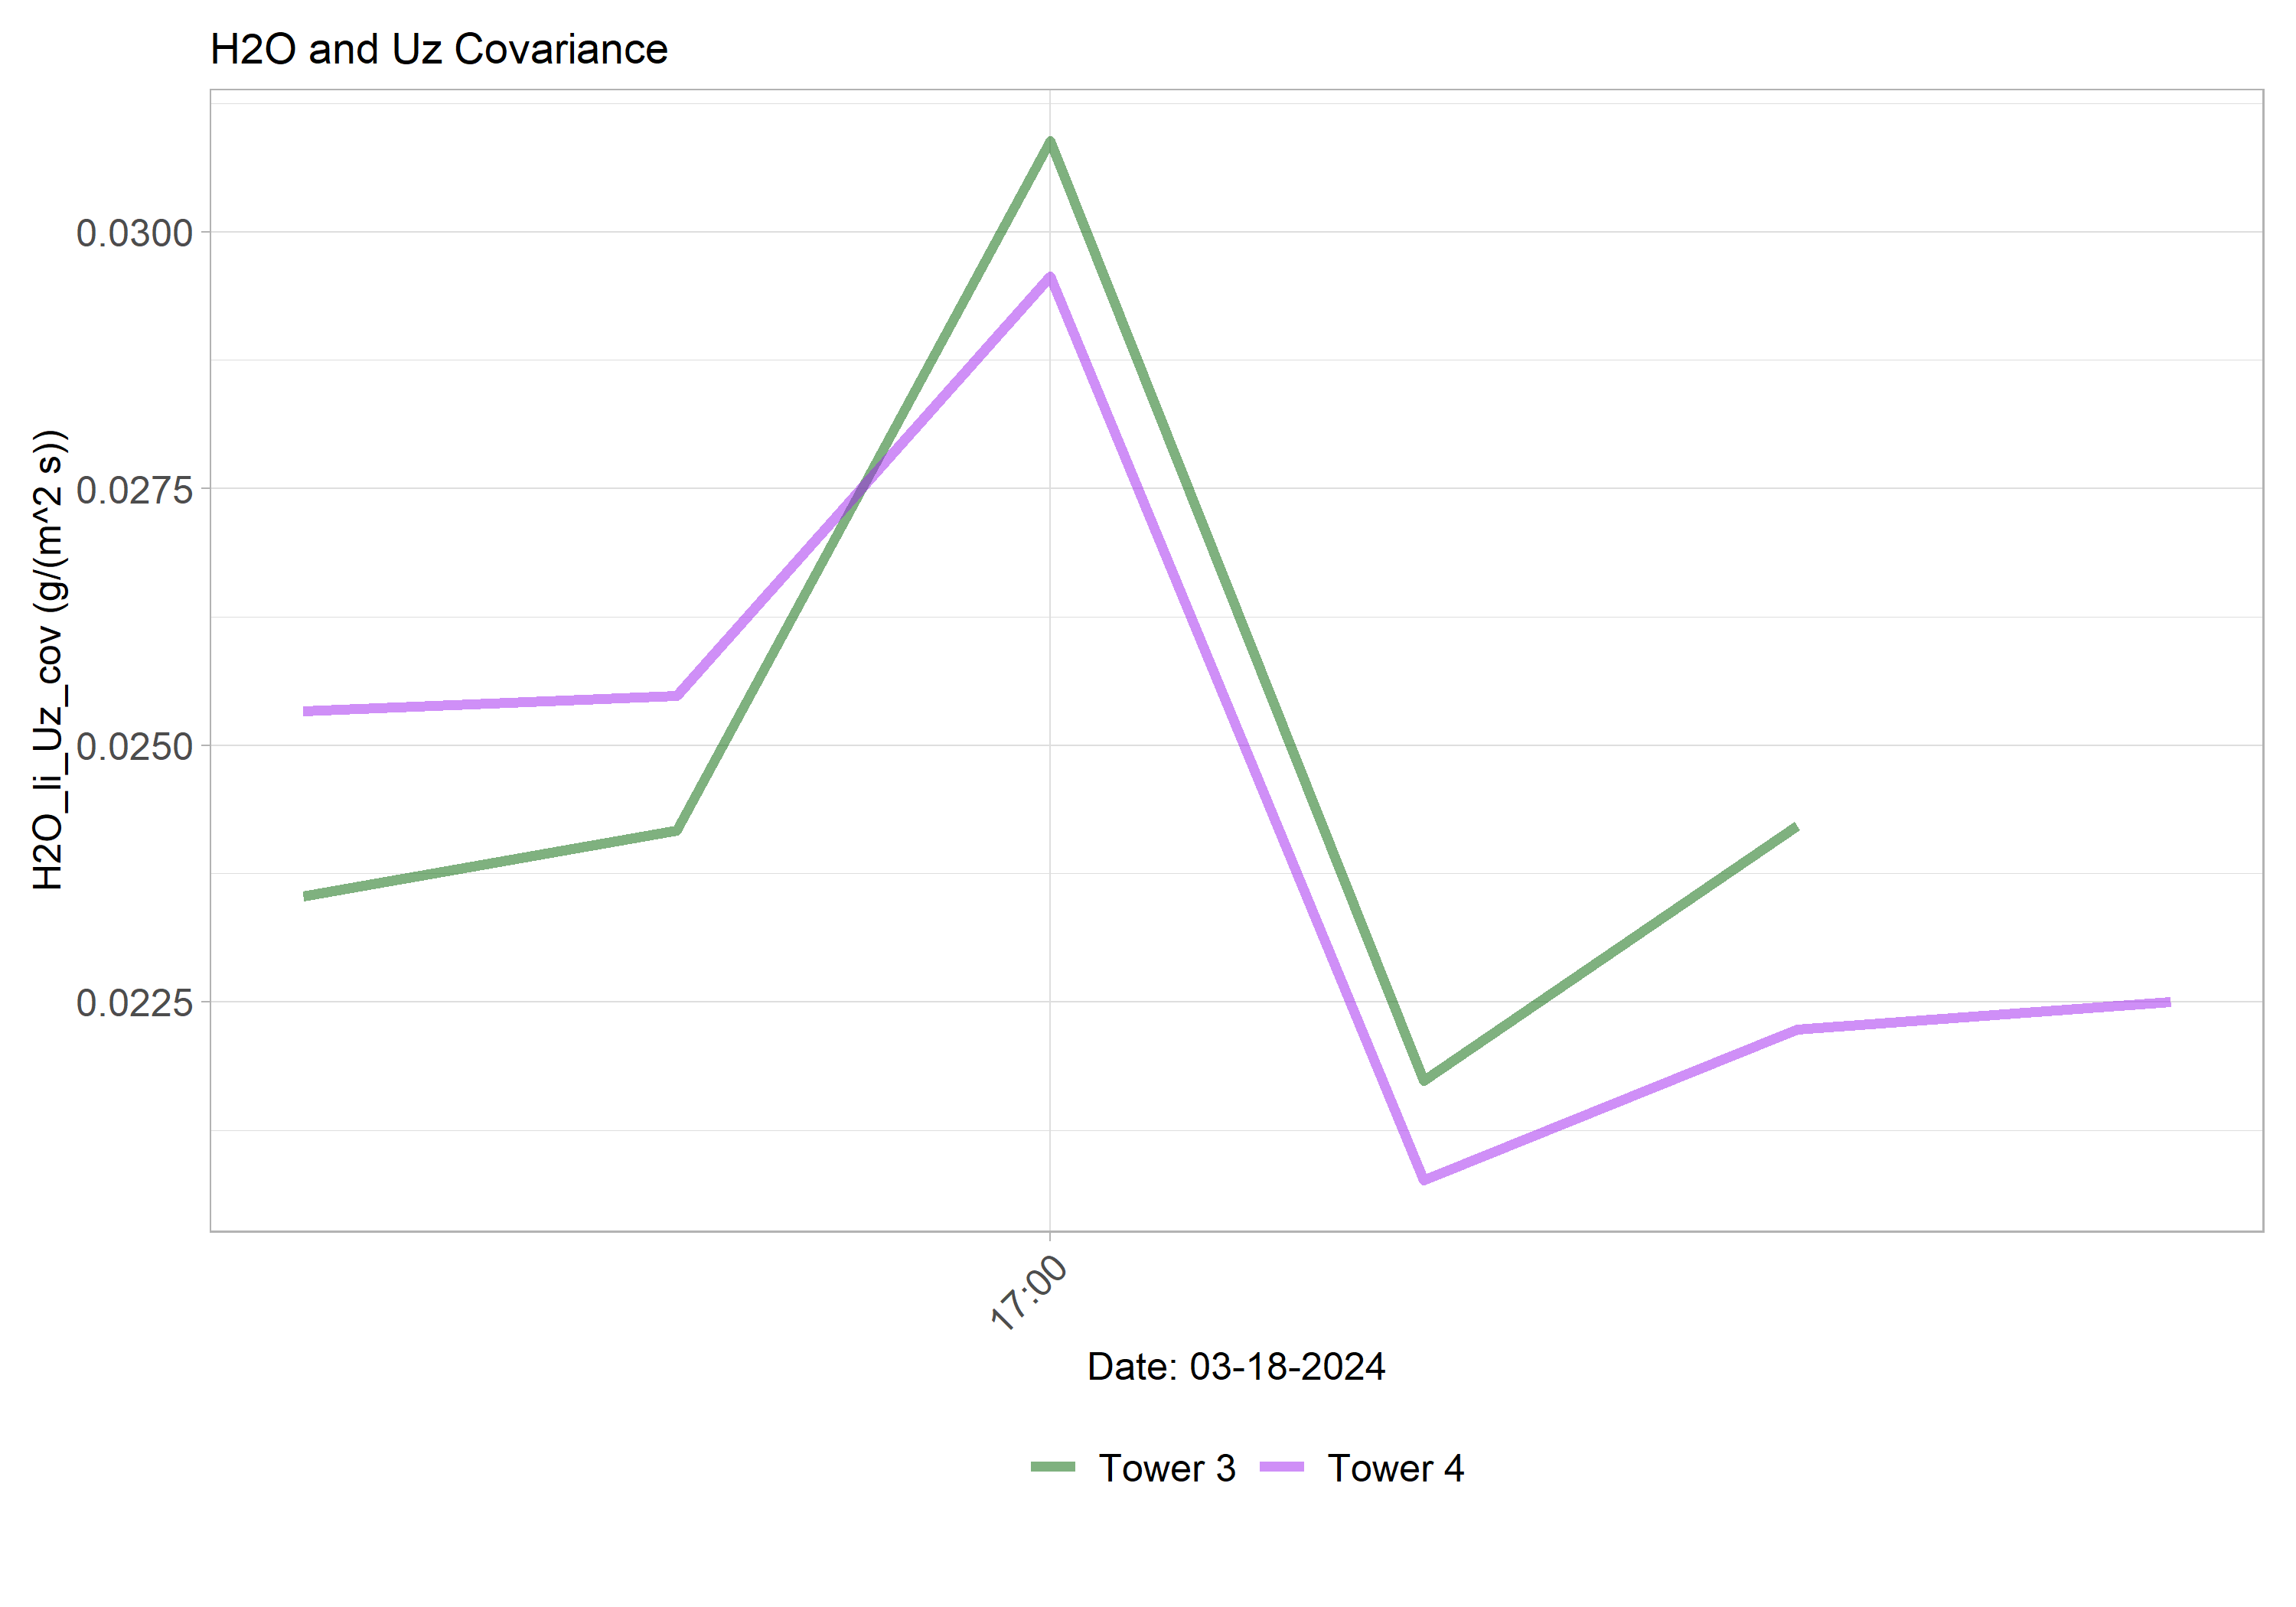 H2O and Uz Covariance
H2O_li_Uz_cov (g/(m^2 s))
0.0300
0.0275
0.0250
0.0225
17:00
Date: 03-18-2024
Tower 3 Tower 4